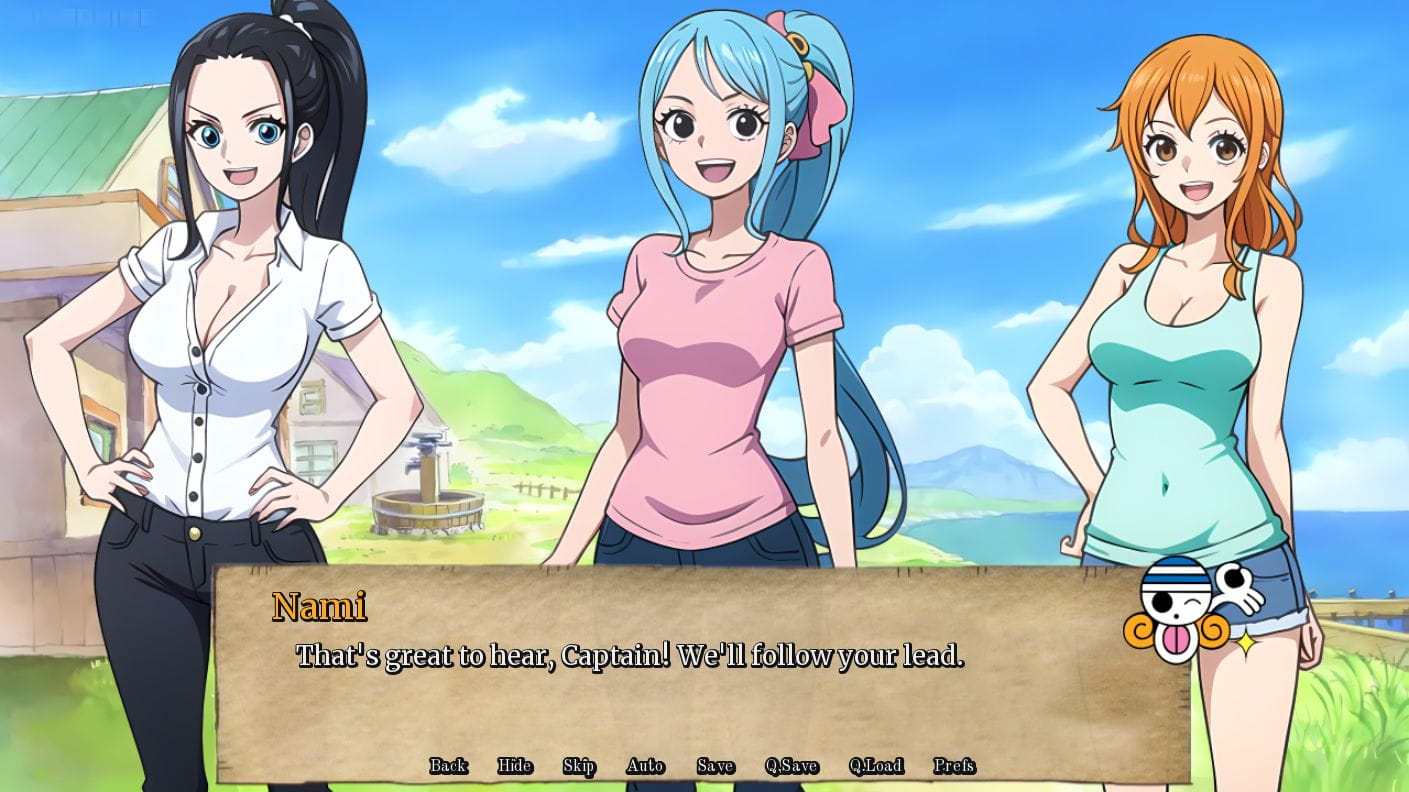 Nami
That's great to hear, Captain! We'll follow your lead.
Back Hide Skip Auto Save Q.Save Q.Load Prefs